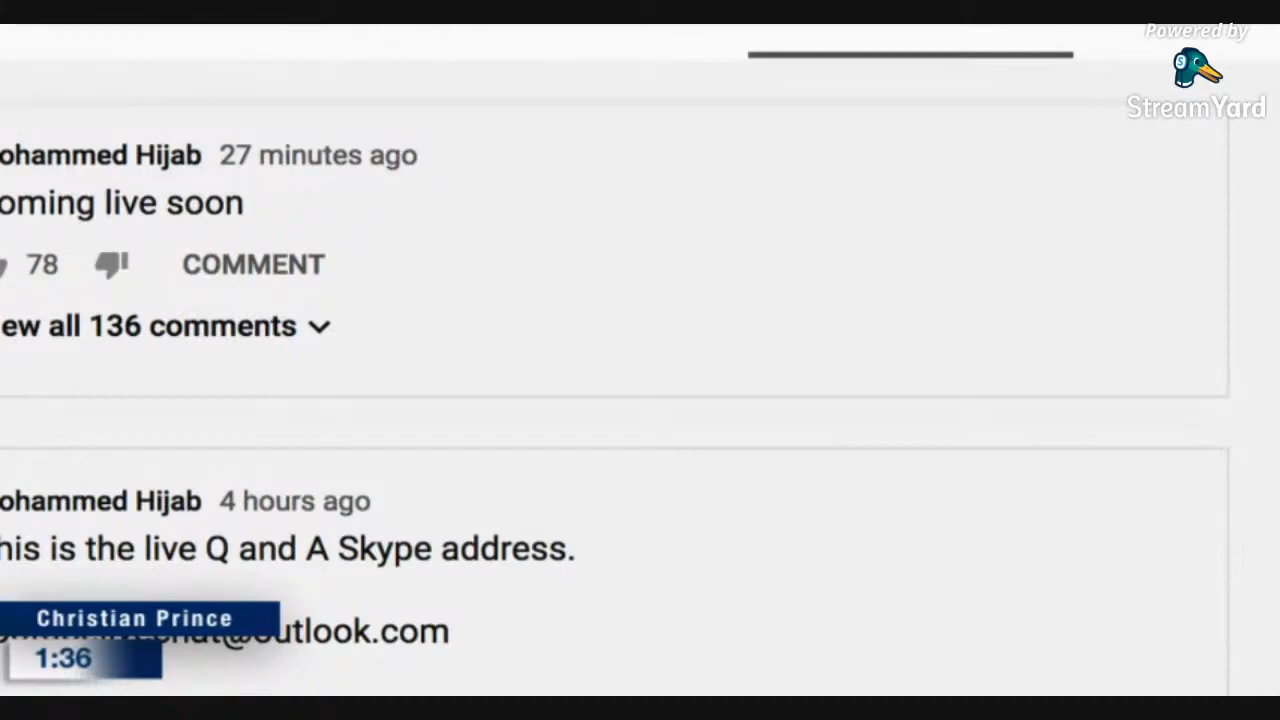 Powered by
StreamYard
ohammed Hijab 27 minutes ago
oming live soon
78 COMMENT
ew all 136 comments
ohammed Hijab 4 hours ago
his is the live Q and A Skype address.
Christian Prince
outlook.com
1:36